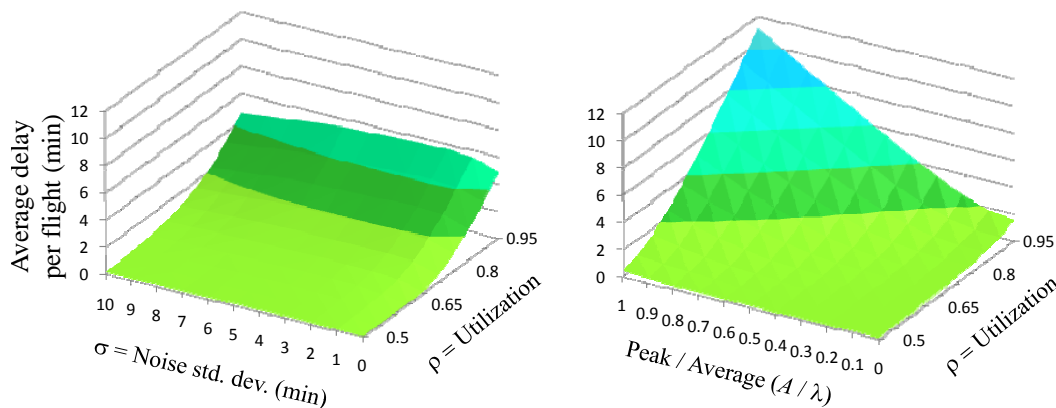 Average delay
per flight (min)
12
10
8
6
4
2
0
10 9 8 7 6 5 4 3 2 1 0
σ = Noise std. dev. (min)
0.5
0.65
0.8
0.95
ρ = Utilization
12
10
8
6
4
2
0
1 0.9 0.8 0.7 0.6 0.5 0.4 0.3 0.2 0.1 0
Peak / Average (A / λ)
0.5
0.65
0.8
0.95
ρ = Utilization